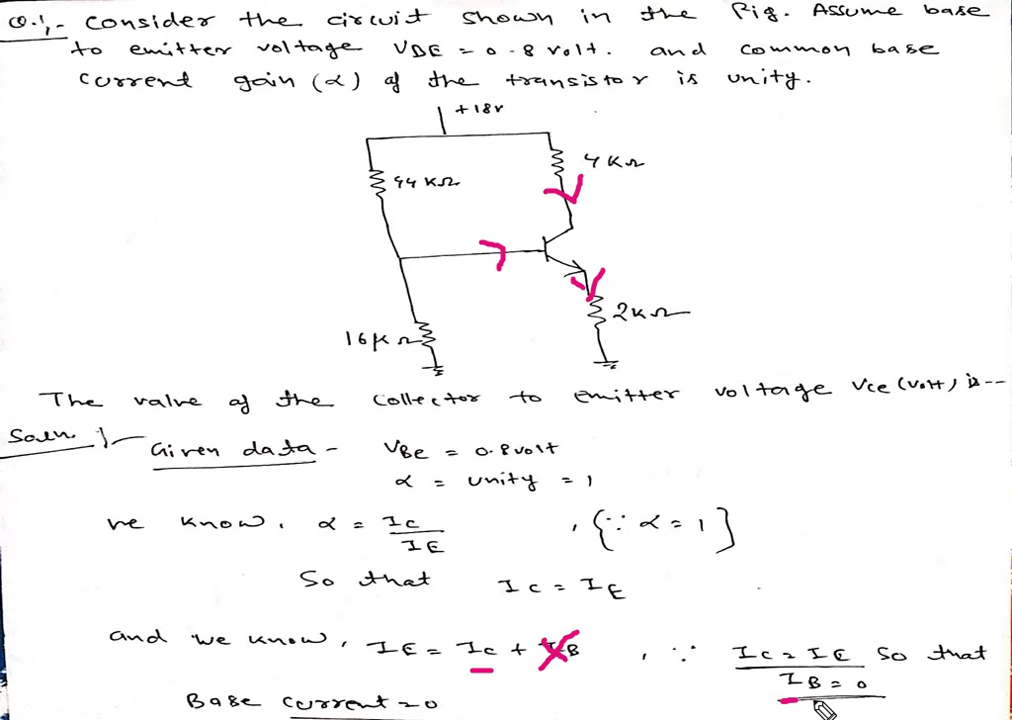 Q.1:- Consider the circuit shown in the Fig. Assume base
to emitter voltage VBE = 0.8 volt. and common base
current gain (α) of the transistor is unity.
+18V
44 KΩ
4 KΩ
16KΩ
2KΩ
The value of the collector to emitter voltage Vce (volt) is--
Soln :-
Given data - VBe = 0.8volt
α = unity = 1
we know, α = Ic/IE , {∵ α = 1}
So that Ic = IE
and we know, IE = Ic + IB , ∵ Ic = IE So that
IB = 0
Base current = 0